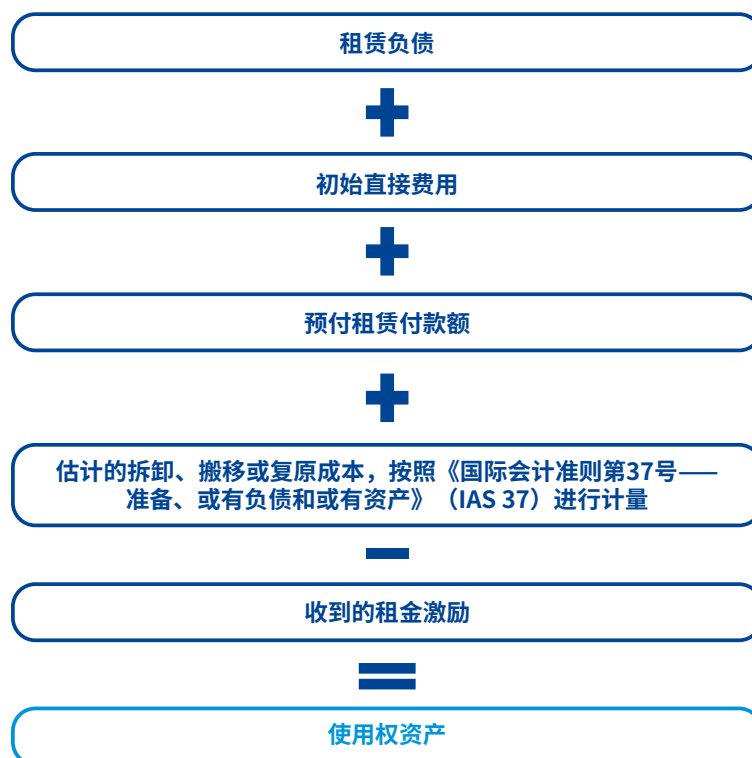 租赁负债
初始直接费用
预付租赁付款额
估计的拆卸、搬移或复原成本，按照《国际会计准则第37号——
准备、或有负债和或有资产》（IAS 37）进行计量
收到的租金激励
使用权资产